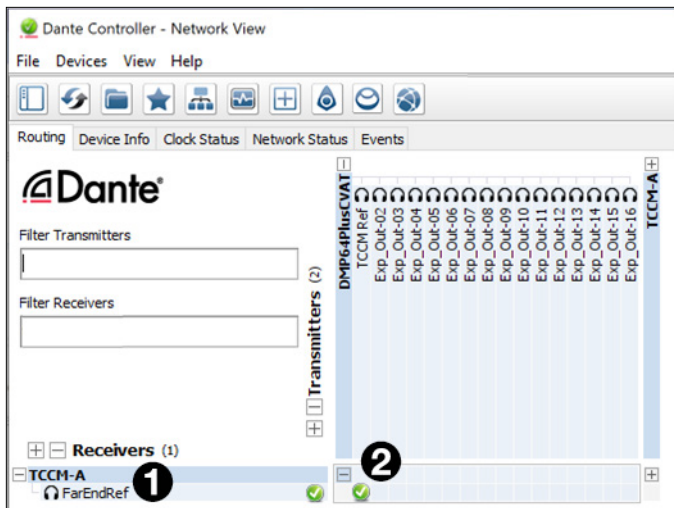 Dante Controller - Network View
File Devices View Help
Routing Device Info Clock Status Network Status Events
Dante®
Filter Transmitters
Filter Receivers
Transmitters (2)
DMP64PlusCVAT
TCCM Ref
Exp_Out-02
Exp_Out-03
Exp_Out-04
Exp_Out-05
Exp_Out-06
Exp_Out-07
Exp_Out-08
Exp_Out-09
Exp_Out-10
Exp_Out-11
Exp_Out-12
Exp_Out-13
Exp_Out-14
Exp_Out-15
Exp_Out-16
TCCM-A
Receivers (1)
2
TCCM-A
1
FarEndRef